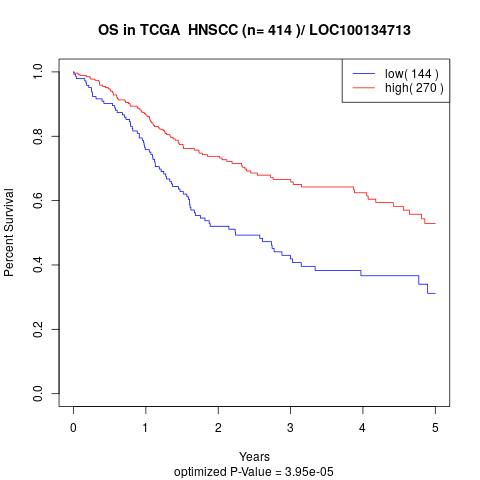 OS in TCGA  HNSCC (n= 414 )/ LOC100134713
low( 144 )
high( 270 )
Percent Survival
1.0
0.8
0.6
0.4
0.2
0.0
0 1 2 3 4 5
Years
optimized P-Value = 3.95e-05